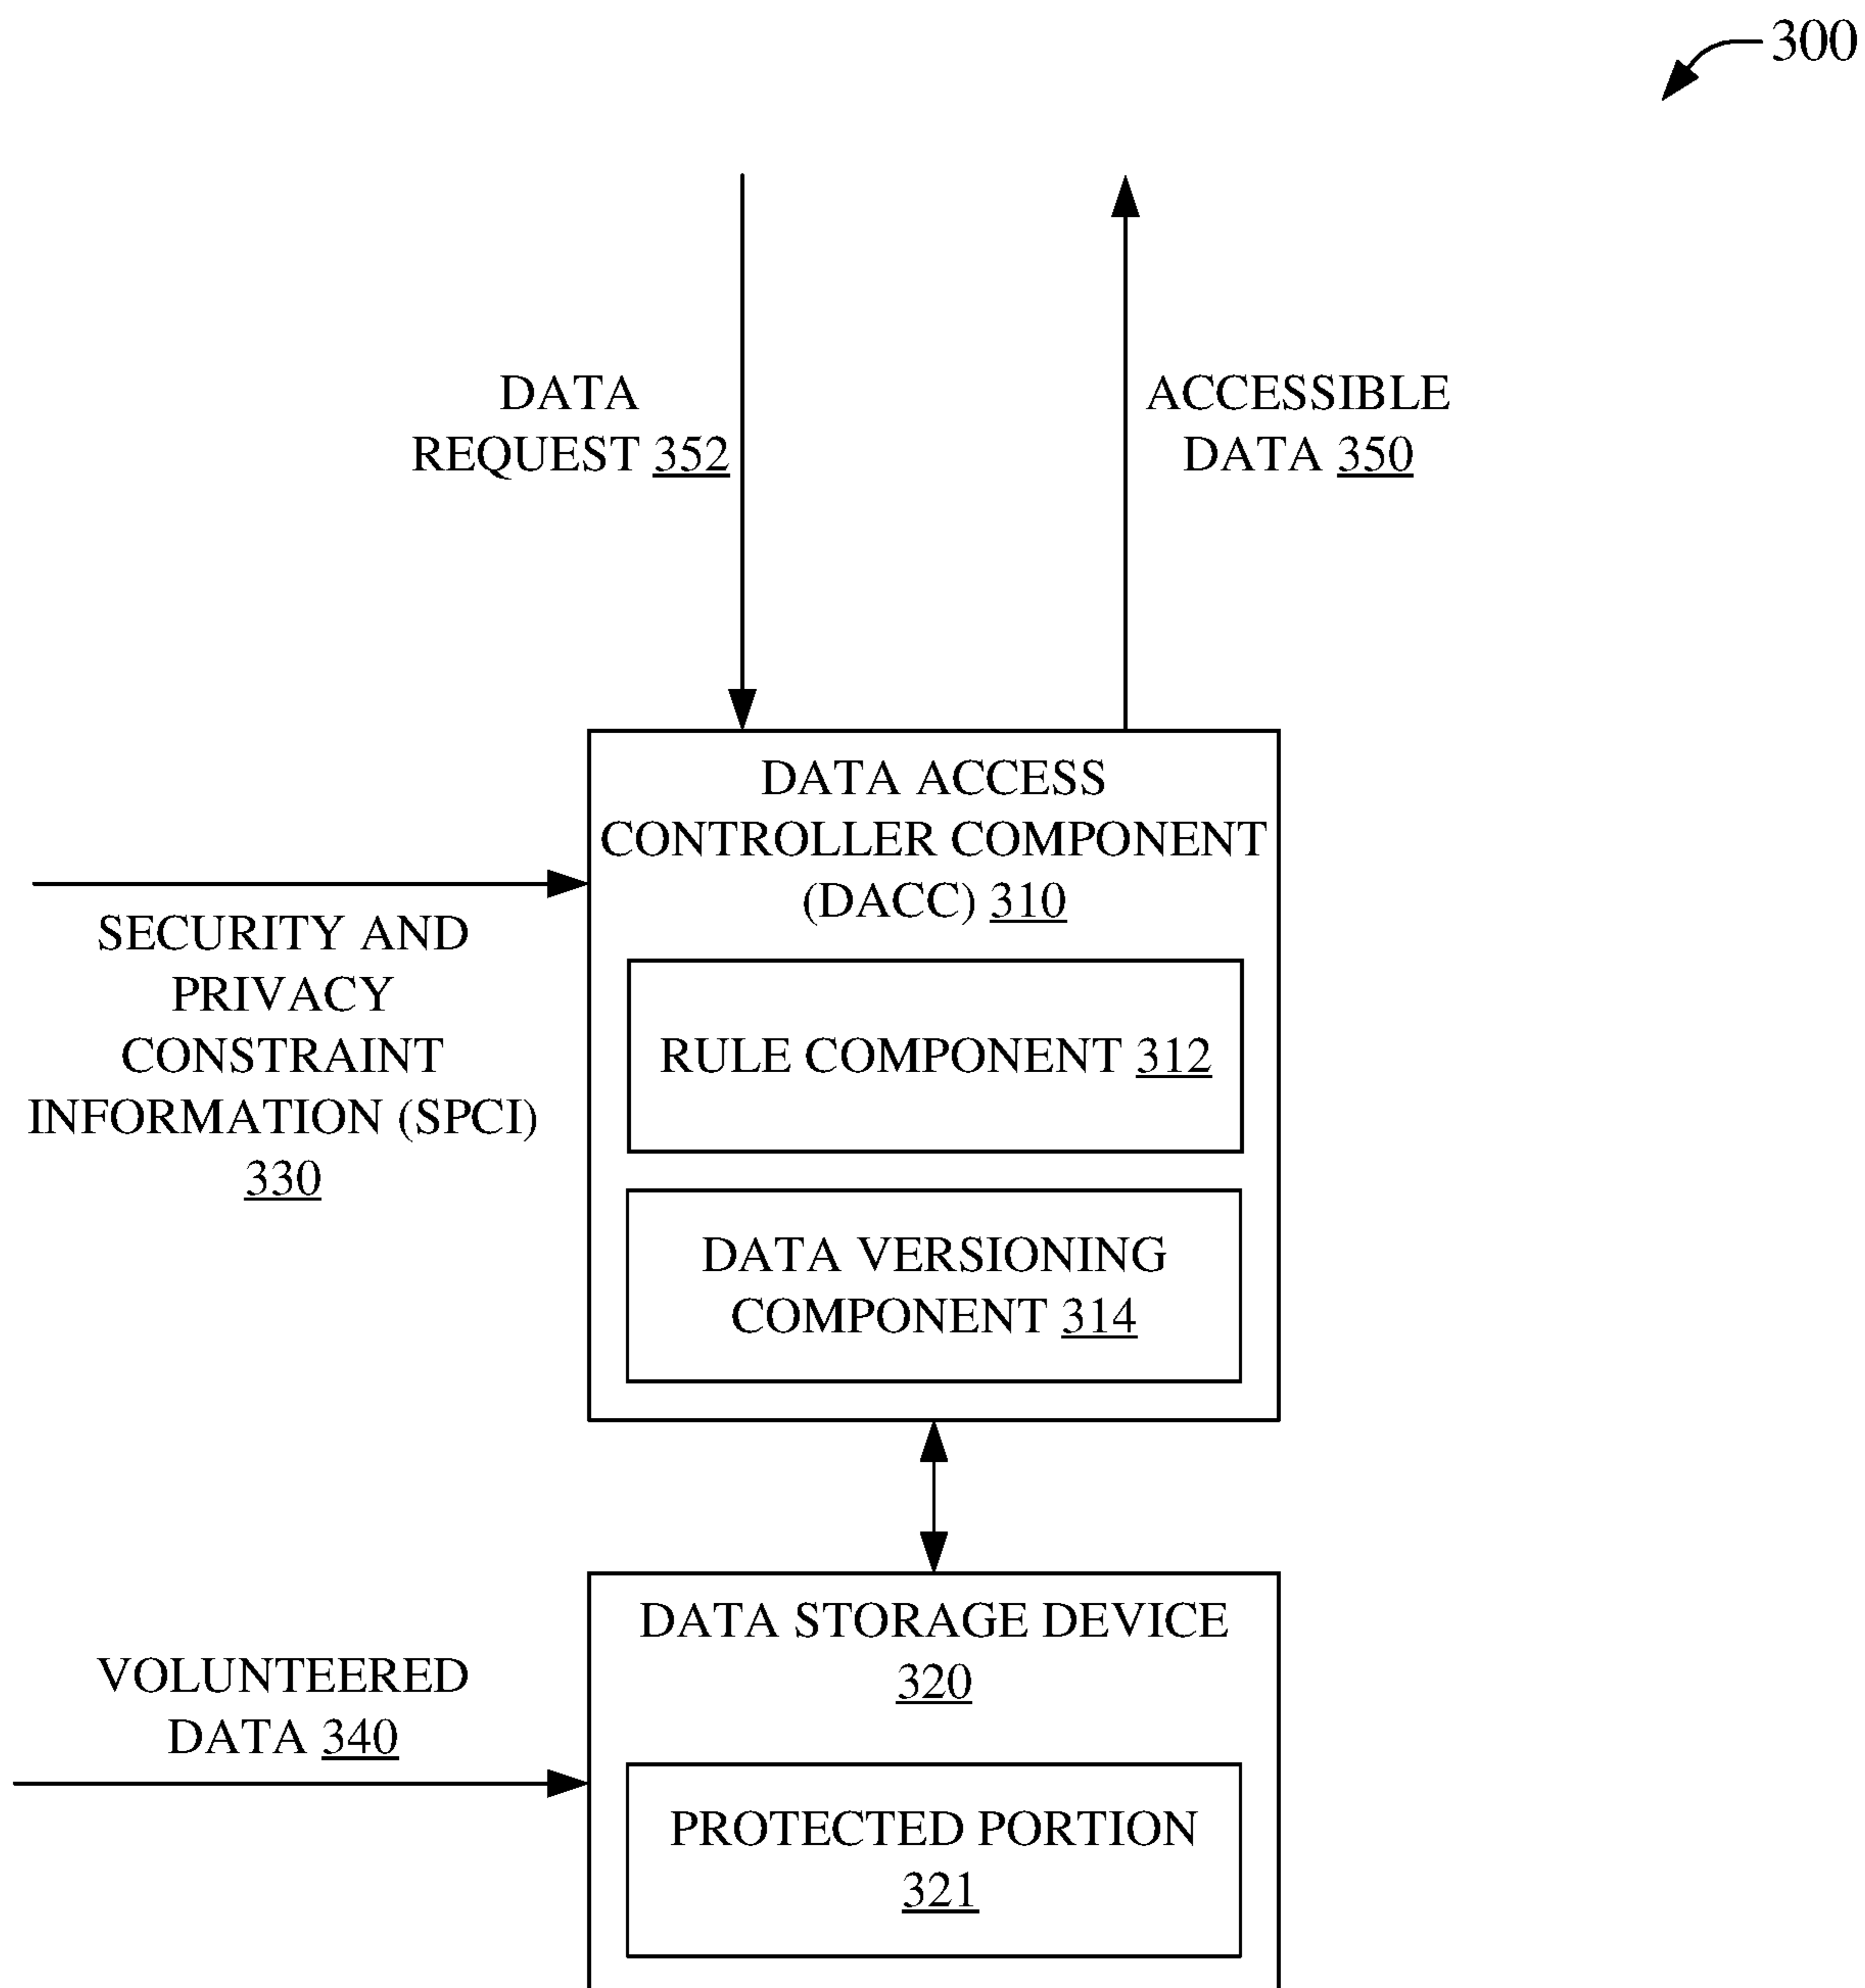 300
DATA
REQUEST 352
ACCESSIBLE
DATA 350
DATA ACCESS
CONTROLLER COMPONENT
(DACC) 310
SECURITY AND
PRIVACY
CONSTRAINT
INFORMATION (SPCI)
330
RULE COMPONENT 312
DATA VERSIONING
COMPONENT 314
DATA STORAGE DEVICE
320
VOLUNTEERED
DATA 340
PROTECTED PORTION
321